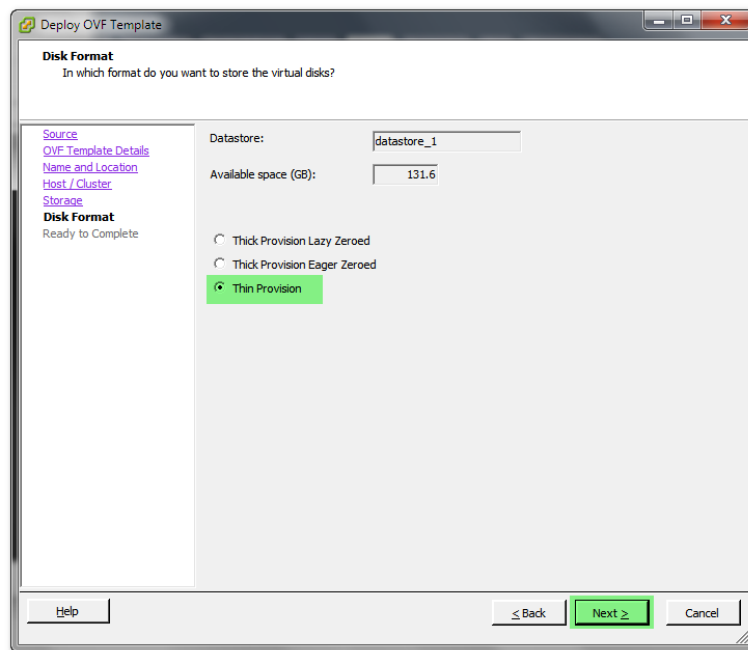 Deploy OVF Template
Disk Format
In which format do you want to store the virtual disks?
Source
OVF Template Details
Name and Location
Host / Cluster
Storage
Disk Format
Ready to Complete
Datastore:
datastore_1
Available space (GB):
131.6
Thick Provision Lazy Zeroed
Thick Provision Eager Zeroed
Thin Provision
Help
< Back
Next >
Cancel